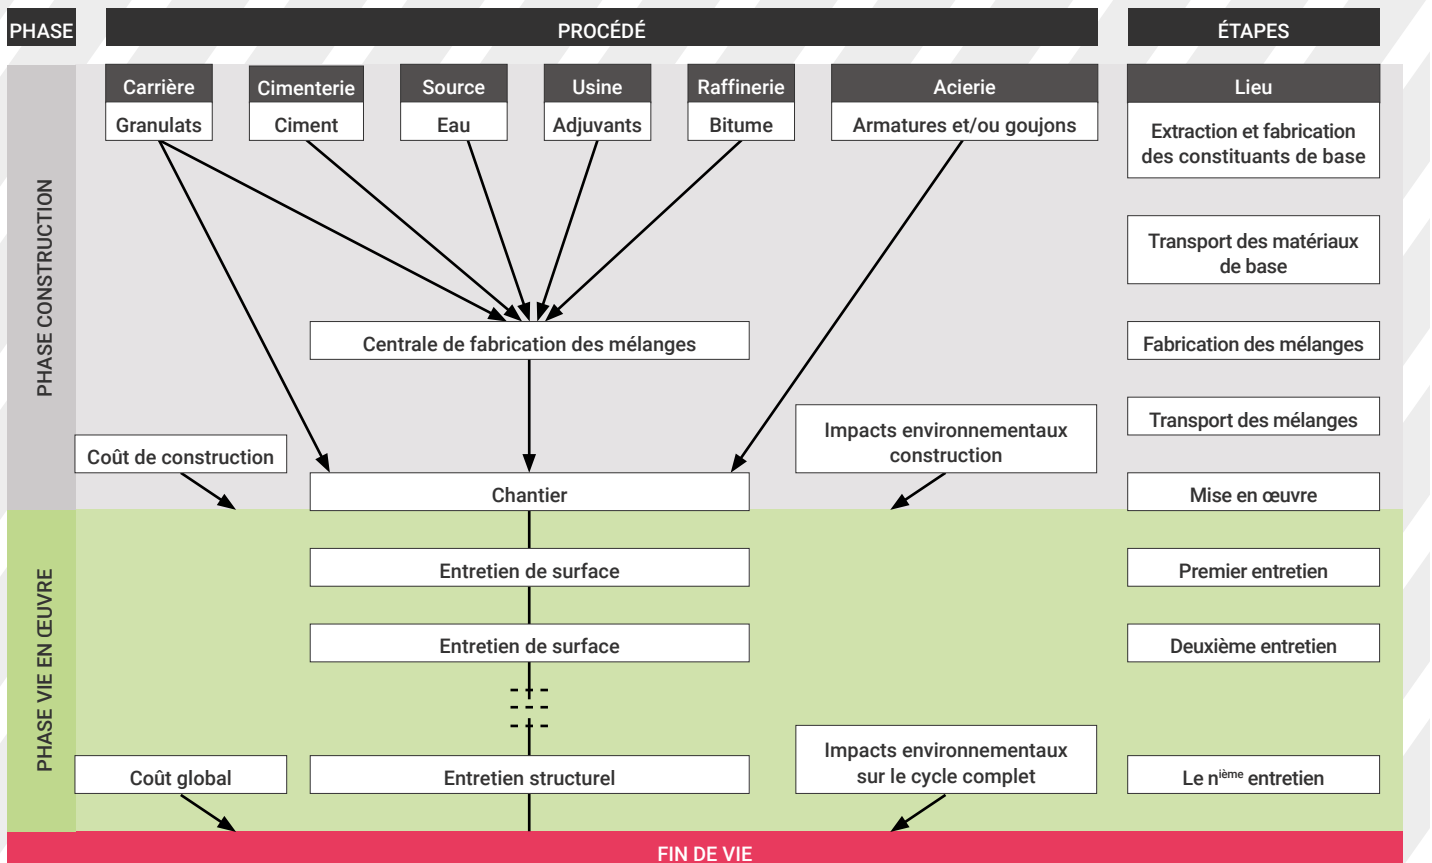 PHASE
PROCÉDÉ
ÉTAPES
PHASE CONSTRUCTION
Carrière
Cimenterie
Source
Usine
Raffinerie
Acierie
Lieu
Granulats
Ciment
Eau
Adjuvants
Bitume
Armatures et/ou goujons
Extraction et fabrication
des constituants de base
Transport des matériaux
de base
Centrale de fabrication des mélanges
Fabrication des mélanges
Transport des mélanges
Coût de construction
Impacts environnementaux
construction
Chantier
Mise en œuvre
PHASE VIE EN ŒUVRE
Entretien de surface
Premier entretien
Entretien de surface
Deuxième entretien
Coût global
Entretien structurel
Impacts environnementaux
sur le cycle complet
Le nième entretien
FIN DE VIE